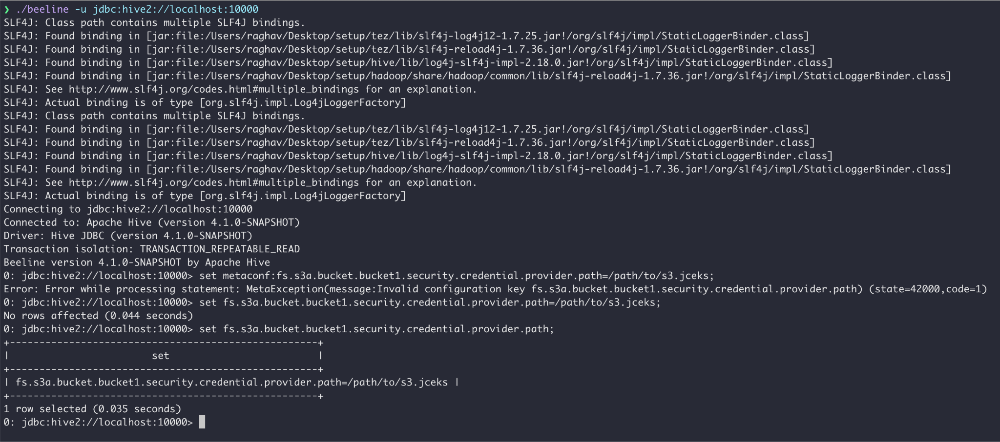 ❯ ./beeline -u jdbc:hive2://localhost:10000
SLF4J: Class path contains multiple SLF4J bindings.
SLF4J: Found binding in [jar:file:/Users/raghav/Desktop/setup/tez/lib/slf4j-log4j12-1.7.25.jar!/org/slf4j/impl/StaticLoggerBinder.class]
SLF4J: Found binding in [jar:file:/Users/raghav/Desktop/setup/tez/lib/slf4j-reload4j-1.7.36.jar!/org/slf4j/impl/StaticLoggerBinder.class]
SLF4J: Found binding in [jar:file:/Users/raghav/Desktop/setup/hive/lib/log4j-slf4j-impl-2.18.0.jar!/org/slf4j/impl/StaticLoggerBinder.class]
SLF4J: Found binding in [jar:file:/Users/raghav/Desktop/setup/hadoop/share/hadoop/common/lib/slf4j-reload4j-1.7.36.jar!/org/slf4j/impl/StaticLoggerBinder.class]
SLF4J: See http://www.slf4j.org/codes.html#multiple_bindings for an explanation.
SLF4J: Actual binding is of type [org.slf4j.impl.Log4jLoggerFactory]
SLF4J: Class path contains multiple SLF4J bindings.
SLF4J: Found binding in [jar:file:/Users/raghav/Desktop/setup/tez/lib/slf4j-log4j12-1.7.25.jar!/org/slf4j/impl/StaticLoggerBinder.class]
SLF4J: Found binding in [jar:file:/Users/raghav/Desktop/setup/tez/lib/slf4j-reload4j-1.7.36.jar!/org/slf4j/impl/StaticLoggerBinder.class]
SLF4J: Found binding in [jar:file:/Users/raghav/Desktop/setup/hive/lib/log4j-slf4j-impl-2.18.0.jar!/org/slf4j/impl/StaticLoggerBinder.class]
SLF4J: Found binding in [jar:file:/Users/raghav/Desktop/setup/hadoop/share/hadoop/common/lib/slf4j-reload4j-1.7.36.jar!/org/slf4j/impl/StaticLoggerBinder.class]
SLF4J: See http://www.slf4j.org/codes.html#multiple_bindings for an explanation.
SLF4J: Actual binding is of type [org.slf4j.impl.Log4jLoggerFactory]
Connecting to jdbc:hive2://localhost:10000
Connected to: Apache Hive (version 4.1.0-SNAPSHOT)
Driver: Hive JDBC (version 4.1.0-SNAPSHOT)
Transaction isolation: TRANSACTION_REPEATABLE_READ
Beeline version 4.1.0-SNAPSHOT by Apache Hive
0: jdbc:hive2://localhost:10000> set metaconf:fs.s3a.bucket.bucket1.security.credential.provider.path=/path/to/s3.jceks;
Error: Error while processing statement: MetaException(message:Invalid configuration key fs.s3a.bucket.bucket1.security.credential.provider.path) (state=42000,code=1)
0: jdbc:hive2://localhost:10000> set fs.s3a.bucket.bucket1.security.credential.provider.path=/path/to/s3.jceks;
No rows affected (0.044 seconds)
0: jdbc:hive2://localhost:10000> set fs.s3a.bucket.bucket1.security.credential.provider.path;
+----------------------------------------------------+
|                        set                         |
+----------------------------------------------------+
| fs.s3a.bucket.bucket1.security.credential.provider.path=/path/to/s3.jceks |
+----------------------------------------------------+
1 row selected (0.035 seconds)
0: jdbc:hive2://localhost:10000>